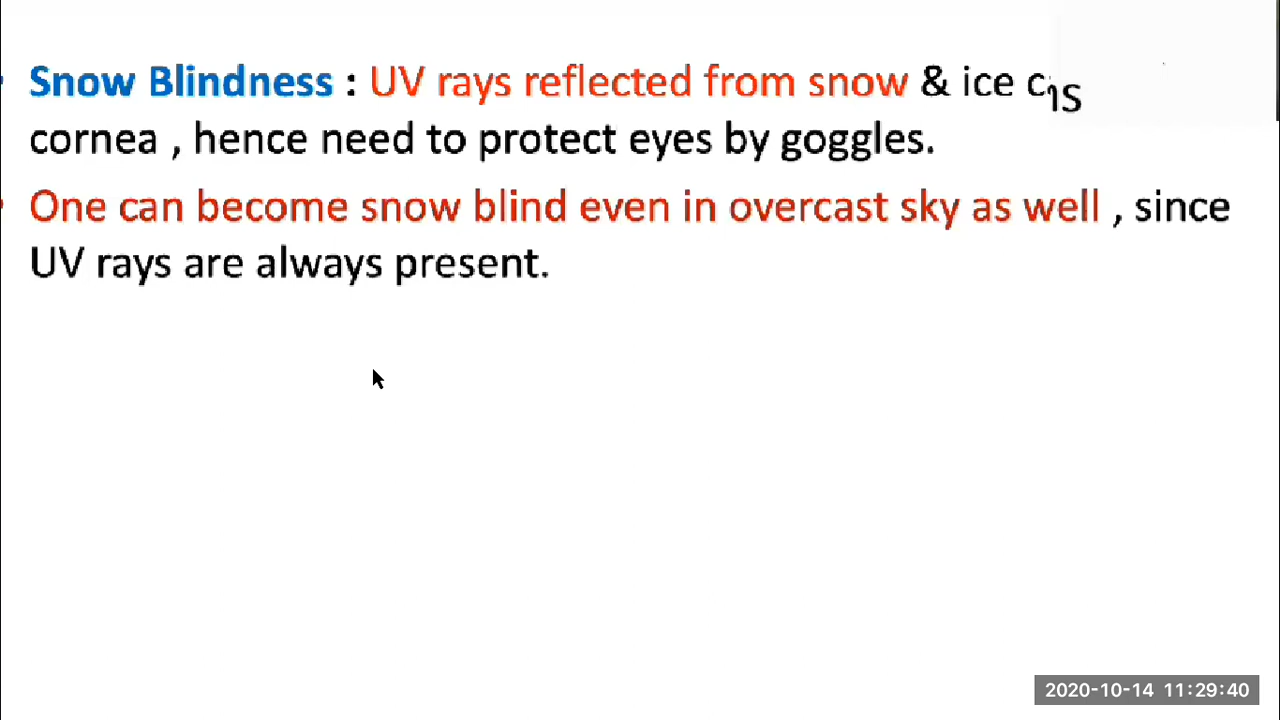 Snow Blindness : UV rays reflected from snow & ice
cornea , hence need to protect eyes by goggles.
One can become snow blind even in overcast sky as well , since
UV rays are always present.
2020-10-14 11:29:40